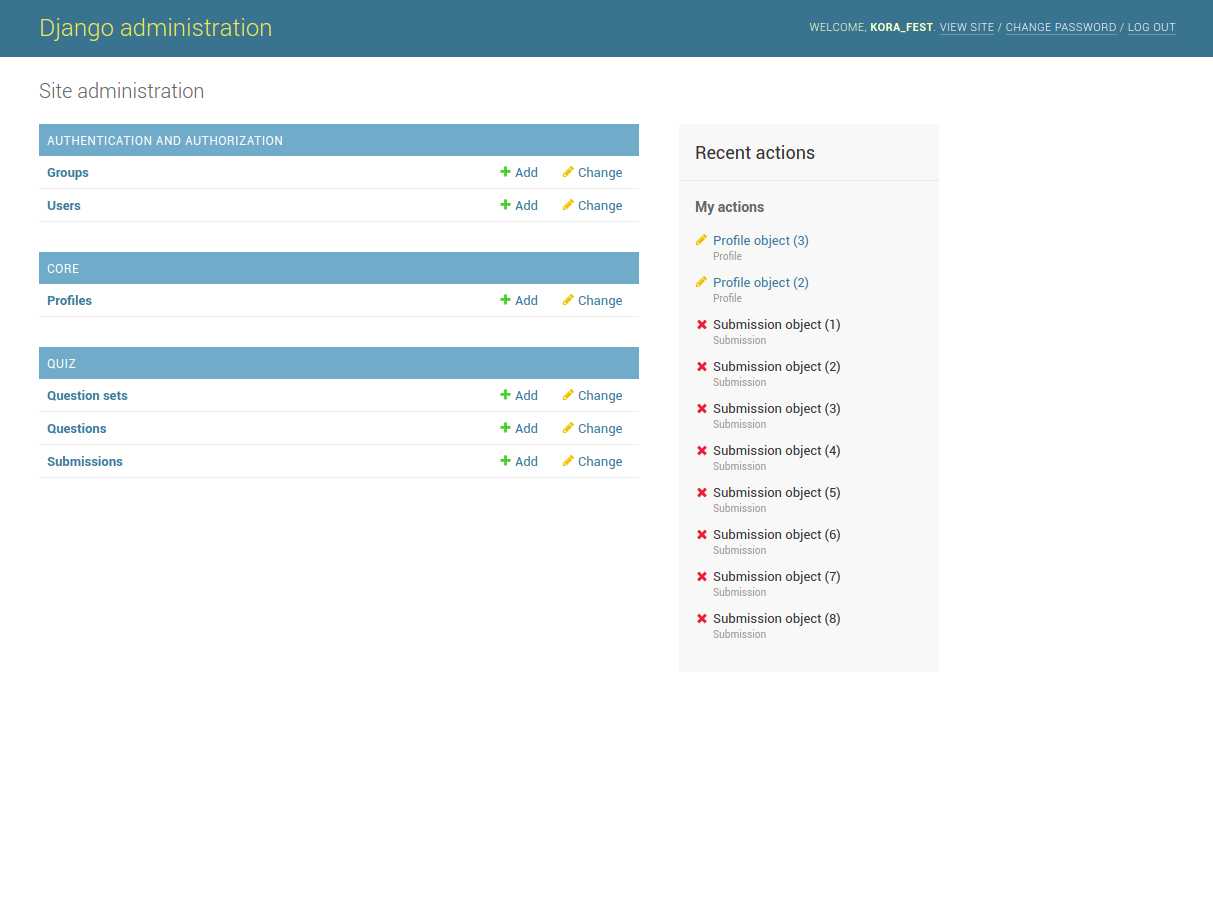 Django administration
WELCOME, KORA_FEST. VIEW SITE / CHANGE PASSWORD / LOG OUT
Site administration
AUTHENTICATION AND AUTHORIZATION
Groups Add Change
Users Add Change
CORE
Profiles Add Change
QUIZ
Question sets Add Change
Questions Add Change
Submissions Add Change
Recent actions
My actions
Profile object (3)
Profile
Profile object (2)
Profile
Submission object (1)
Submission
Submission object (2)
Submission
Submission object (3)
Submission
Submission object (4)
Submission
Submission object (5)
Submission
Submission object (6)
Submission
Submission object (7)
Submission
Submission object (8)
Submission